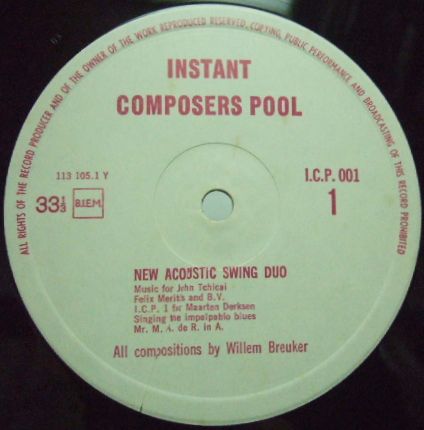 ALL RIGHTS OF THE RECORD PRODUCER AND OF THE OWNER OF THE WORK REPRODUCED RESERVED, COPYING, PUBLIC PERFORMANCE AND BROADCASTING OF THIS RECORD PROHIBITED
INSTANT
COMPOSERS POOL
113 105.1 Y
I.C.P. 001
33⅓ B.I.E.M.
1
NEW ACOUSTIC SWING DUO
Music for John Tchicai
Felix Merits and B.V.
I.C.P. 1 for Maarten Derksen
Singing the impalpable blues
Mr. M. A. de R. in A.
All compositions by Willem Breuker